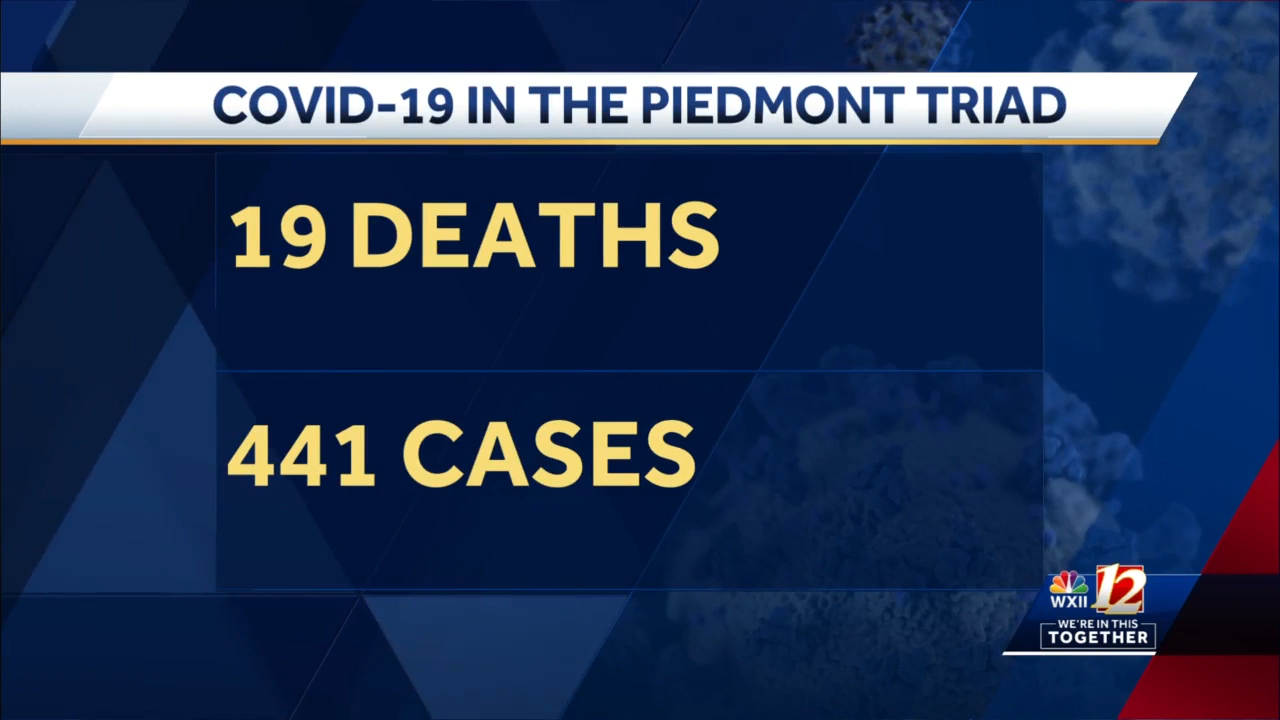 COVID-19 IN THE PIEDMONT TRIAD
19 DEATHS
441 CASES
WXII 12
WE'RE IN THIS
TOGETHER